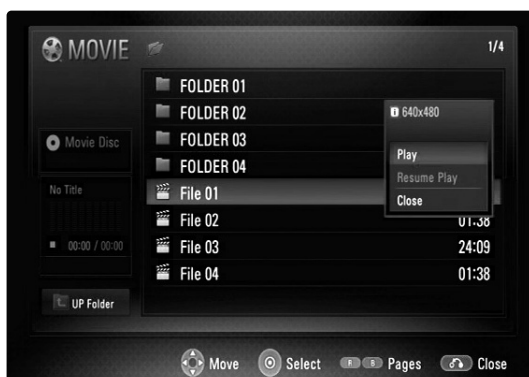 MOVIE
1/4
FOLDER 01
FOLDER 02
FOLDER 03
FOLDER 04
File 01
File 02 01:38
File 03 24:09
File 04 01:38
i 640x480
Play
Resume Play
Close
Movie Disc
No Title
00:00 / 00:00
UP Folder
Move Select R B Pages Close